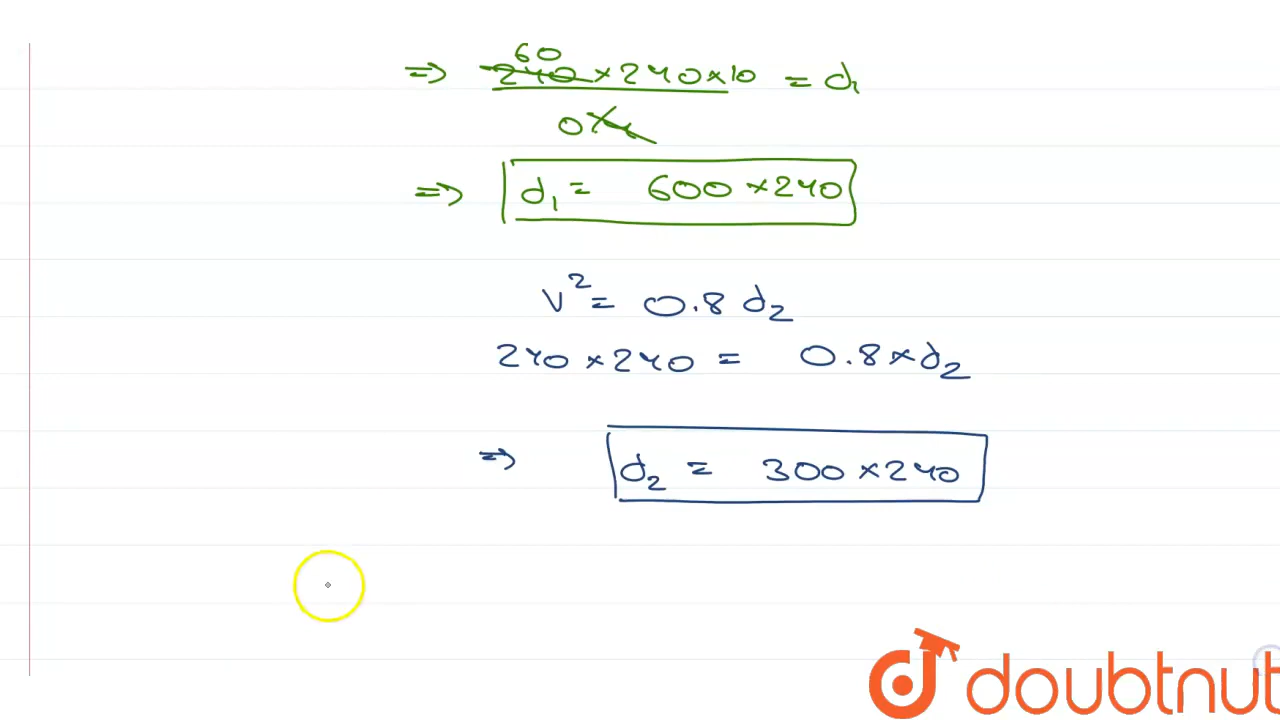 60
⇒ 240 × 240 × 10 = d₁
0.4
⇒ d₁ = 600 × 240
v² = 0.8 d₂
240 × 240 = 0.8 × d₂
⇒ d₂ = 300 × 240
doubtnut